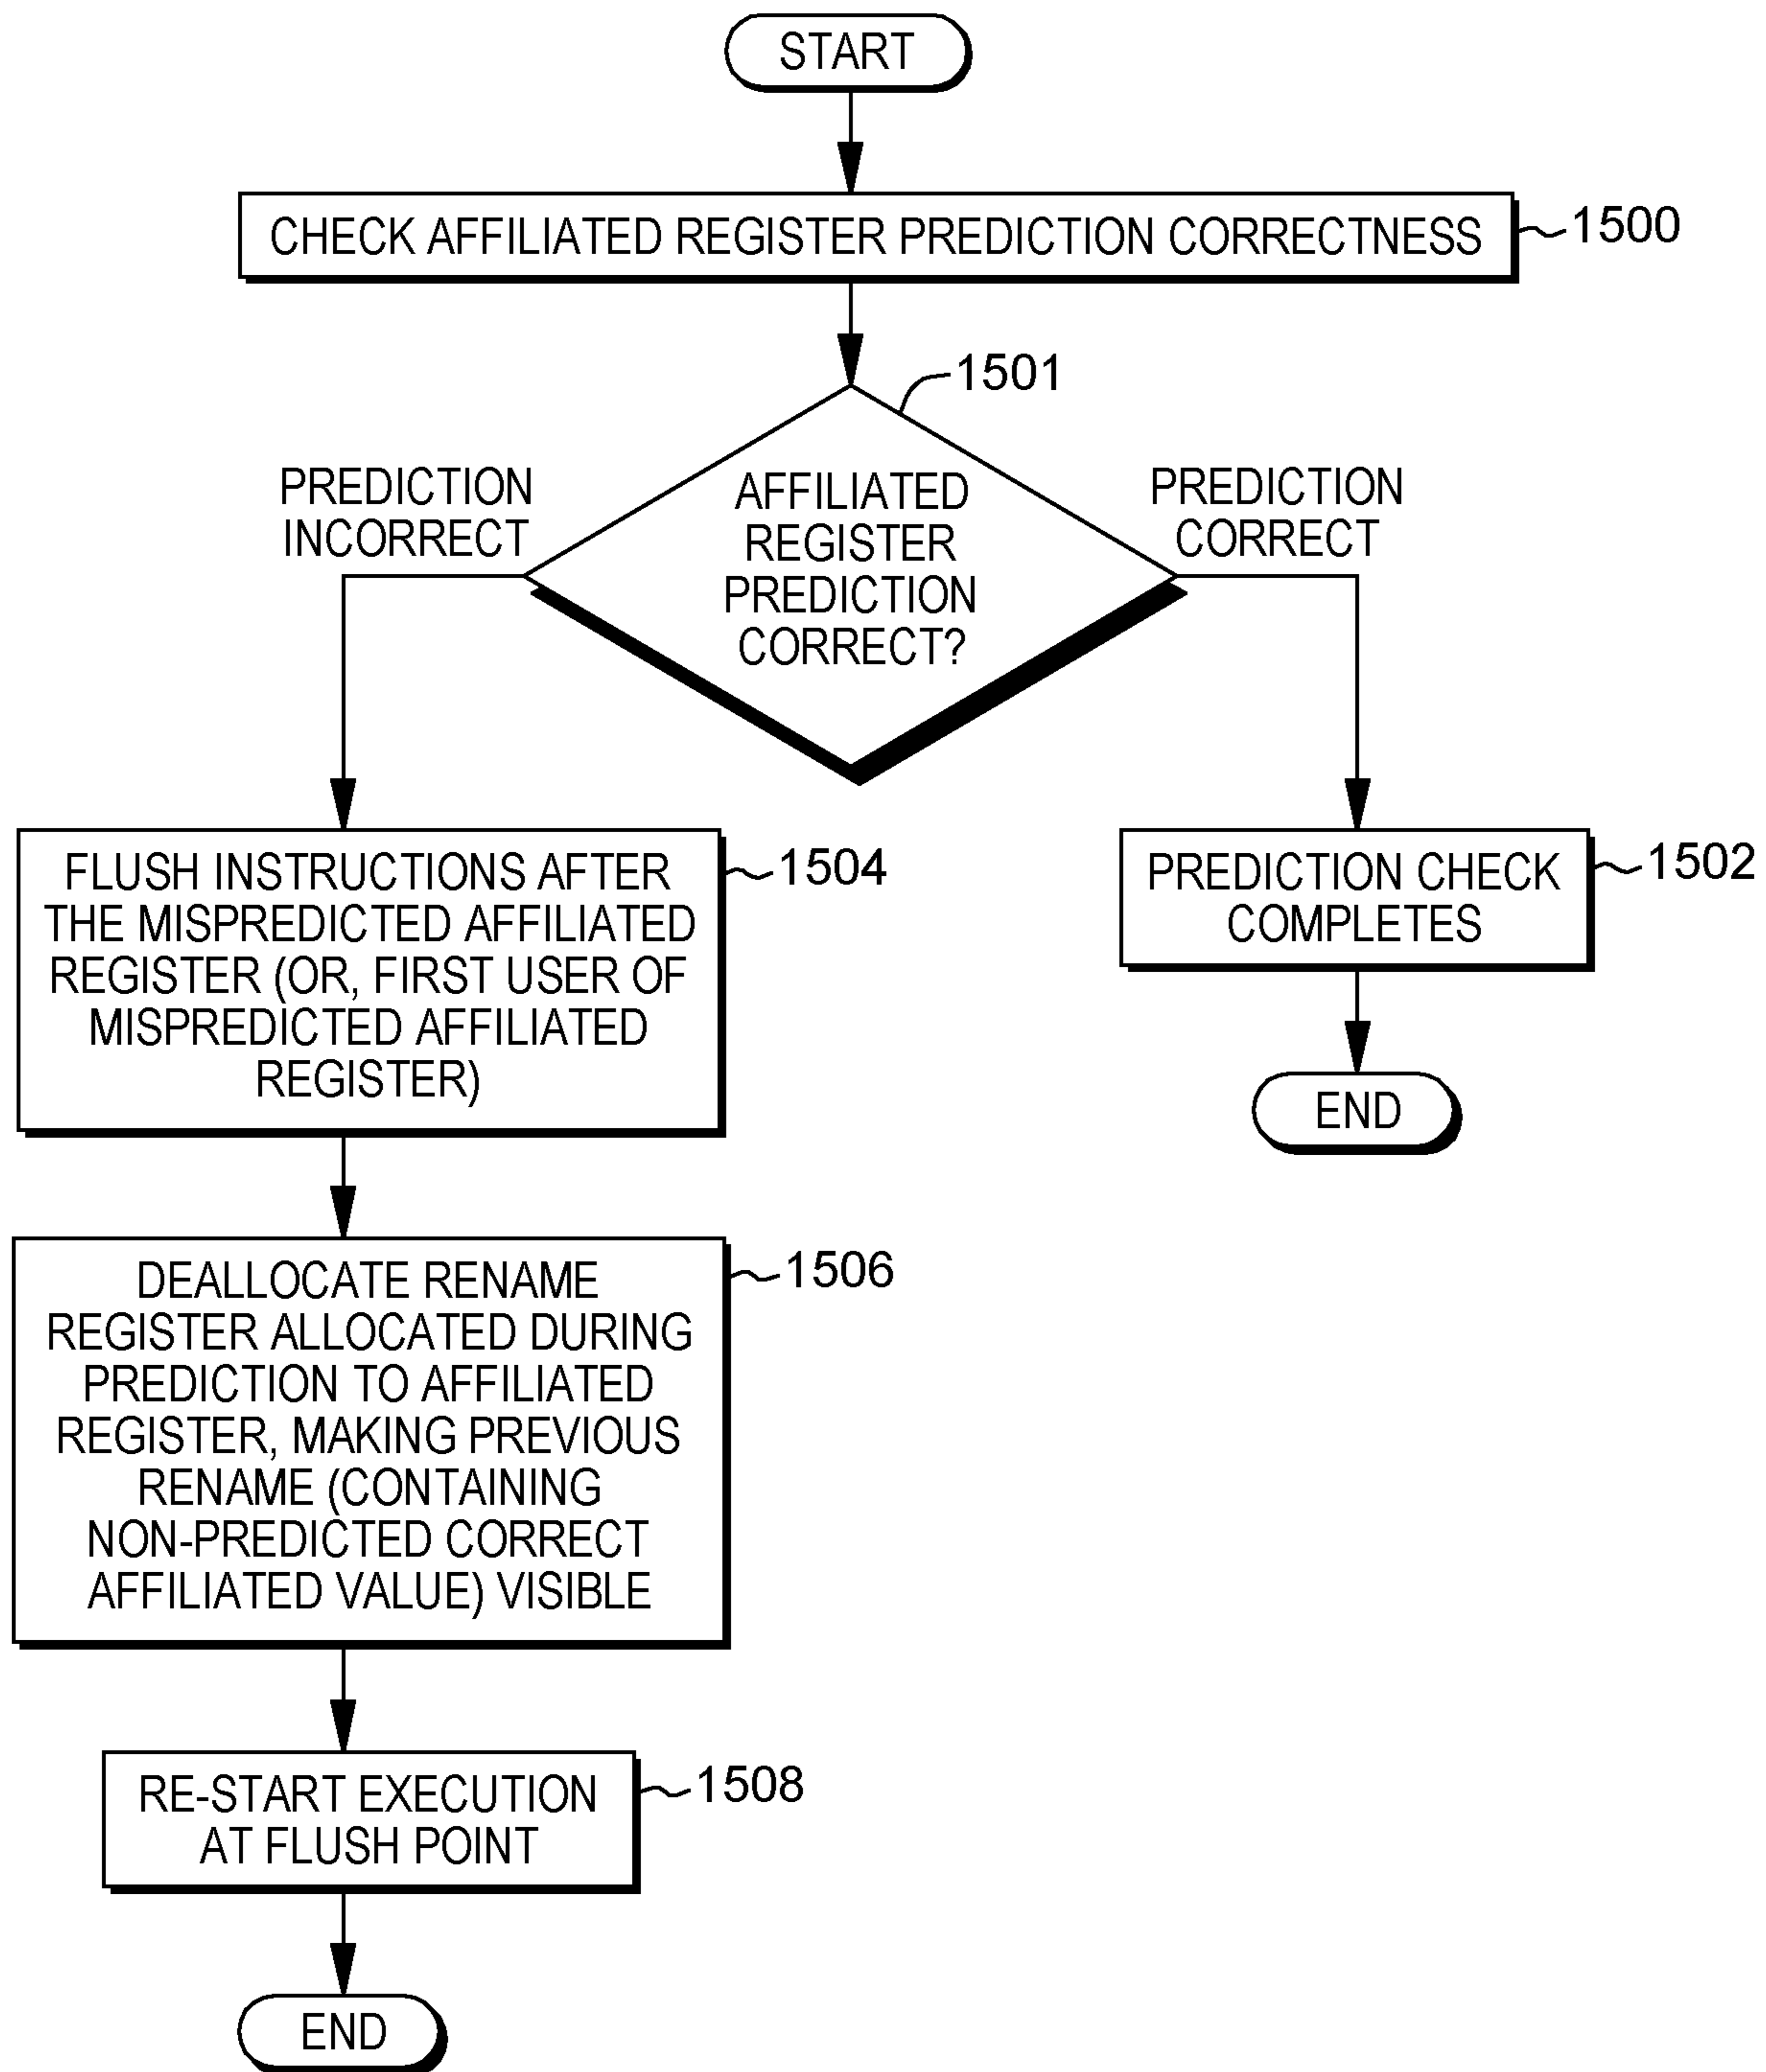 START
CHECK AFFILIATED REGISTER PREDICTION CORRECTNESS
1500
1501
AFFILIATED
REGISTER
PREDICTION
CORRECT?
PREDICTION
INCORRECT
PREDICTION
CORRECT
FLUSH INSTRUCTIONS AFTER
THE MISPREDICTED AFFILIATED
REGISTER (OR, FIRST USER OF
MISPREDICTED AFFILIATED
REGISTER)
1504
PREDICTION CHECK
COMPLETES
1502
END
DEALLOCATE RENAME
REGISTER ALLOCATED DURING
PREDICTION TO AFFILIATED
REGISTER, MAKING PREVIOUS
RENAME (CONTAINING
NON-PREDICTED CORRECT
AFFILIATED VALUE) VISIBLE
1506
RE-START EXECUTION
AT FLUSH POINT
1508
END